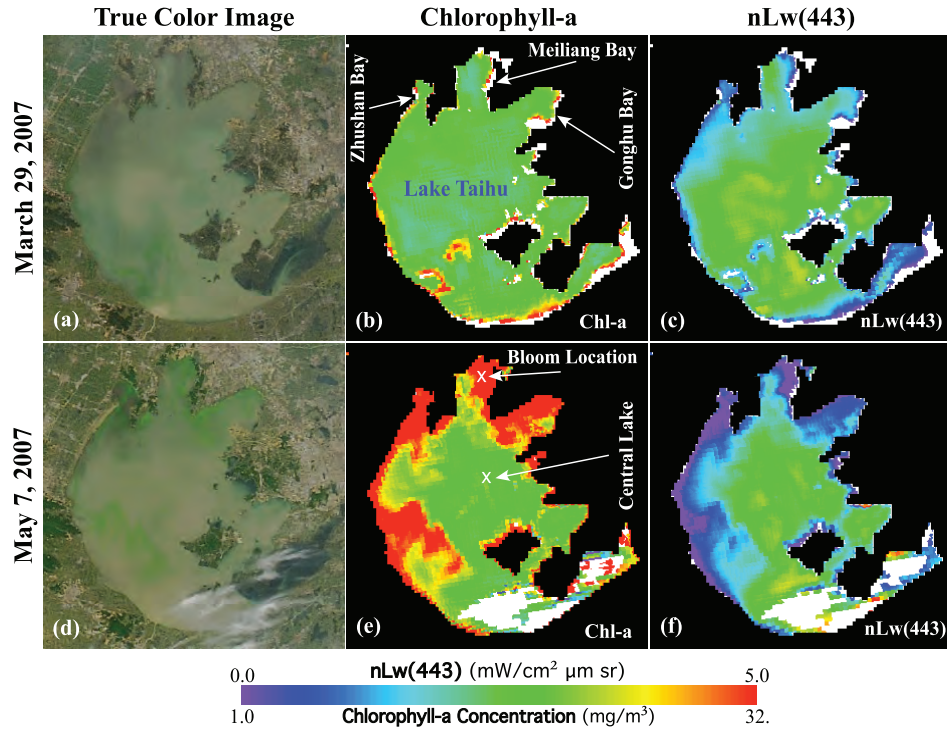 True Color Image
Chlorophyll-a
nLw(443)
March 29, 2007
Zhushan Bay
Meiliang Bay
Gonghu Bay
Lake Taihu
(a)
(b)
Chl-a
(c)
nLw(443)
May 7, 2007
Bloom Location
X
Central Lake
X
(d)
(e)
Chl-a
(f)
nLw(443)
0.0
nLw(443) (mW/cm² µm sr)
5.0
1.0
Chlorophyll-a Concentration (mg/m³)
32.